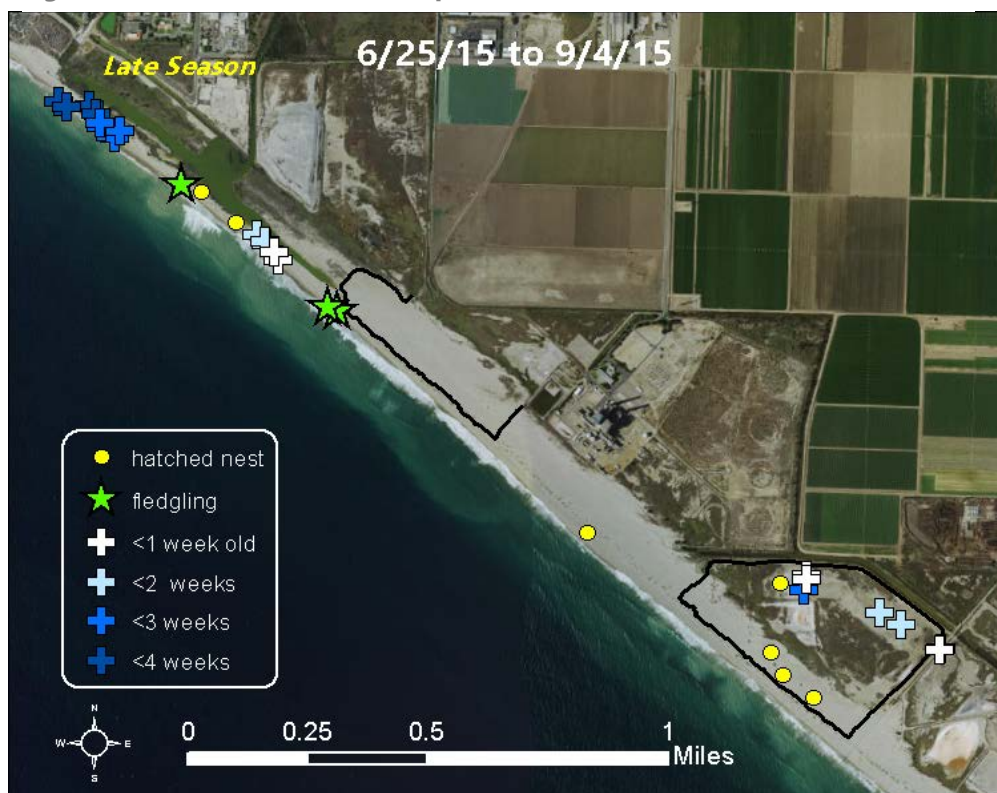 Late Season
6/25/15 to 9/4/15
hatched nest
fledgling
<1 week old
<2 weeks
<3 weeks
<4 weeks
N
W E
S
0 0.25 0.5 1
Miles